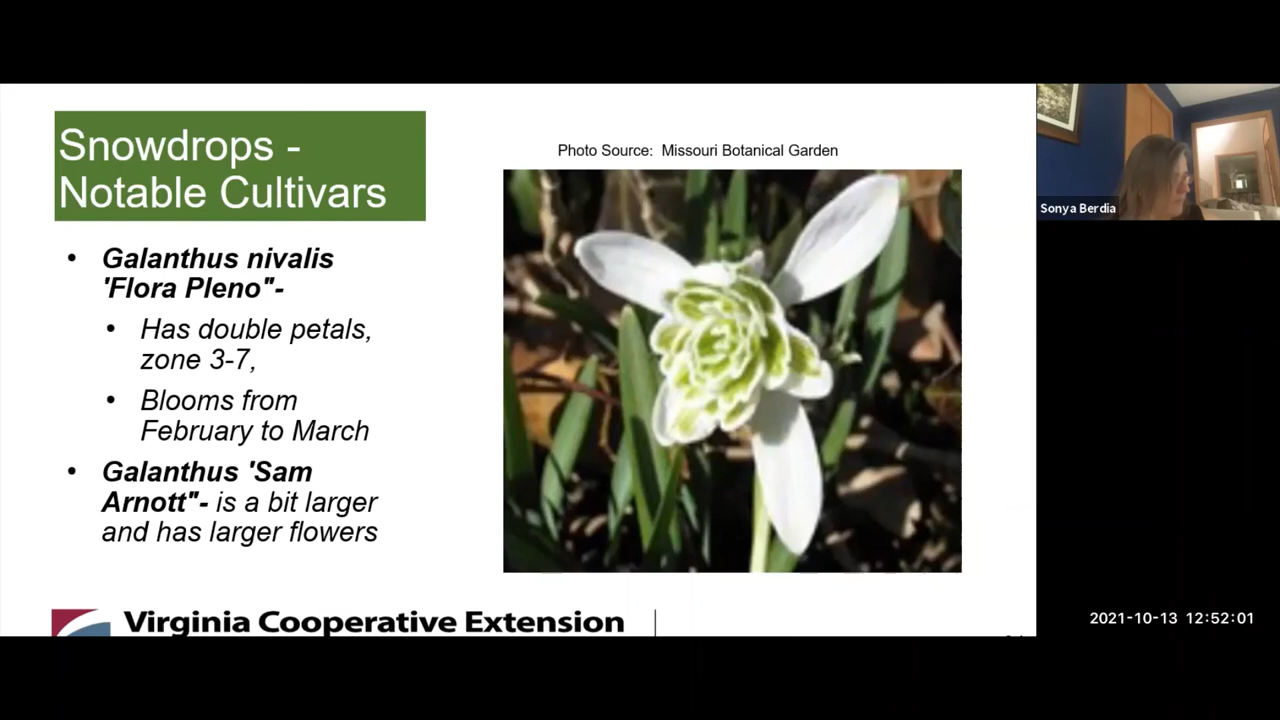 Snowdrops -
Notable Cultivars
Photo Source:  Missouri Botanical Garden
• Galanthus nivalis
'Flora Pleno"-
• Has double petals,
zone 3-7,
• Blooms from
February to March
• Galanthus 'Sam
Arnott"- is a bit larger
and has larger flowers
Virginia Cooperative Extension
Sonya Berdia
2021-10-13 12:52:01